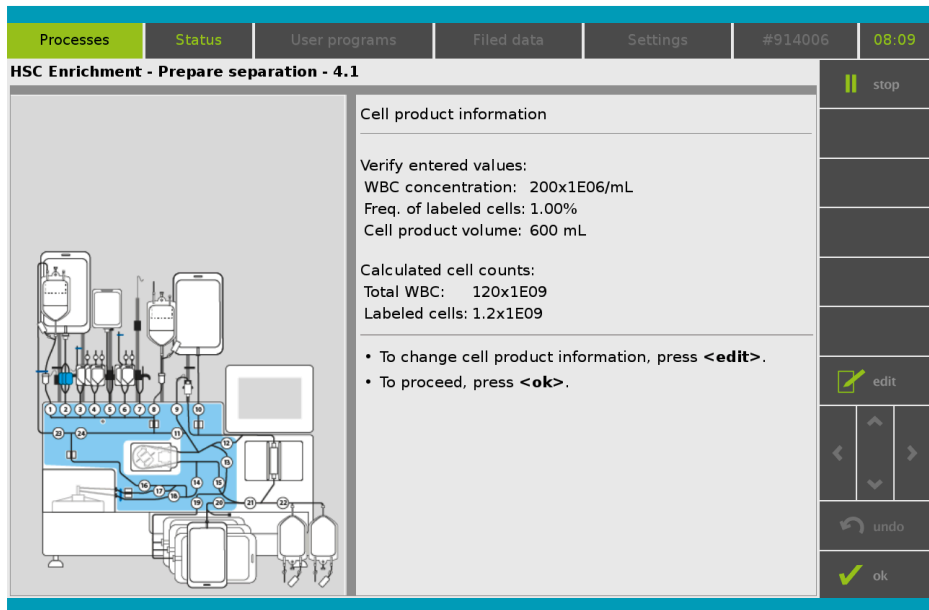 Processes Status User programs Filed data Settings #914006 08:09
HSC Enrichment - Prepare separation - 4.1
stop
Cell product information
Verify entered values:
WBC concentration: 200x1E06/mL
Freq. of labeled cells: 1.00%
Cell product volume: 600 mL
Calculated cell counts:
Total WBC: 120x1E09
Labeled cells: 1.2x1E09
• To change cell product information, press <edit>.
• To proceed, press <ok>.
edit
undo
ok
1 2 3 4 5 6 7 8 9 10
23 24 11
12
13
16 17 18 14 15
19 20 21 22